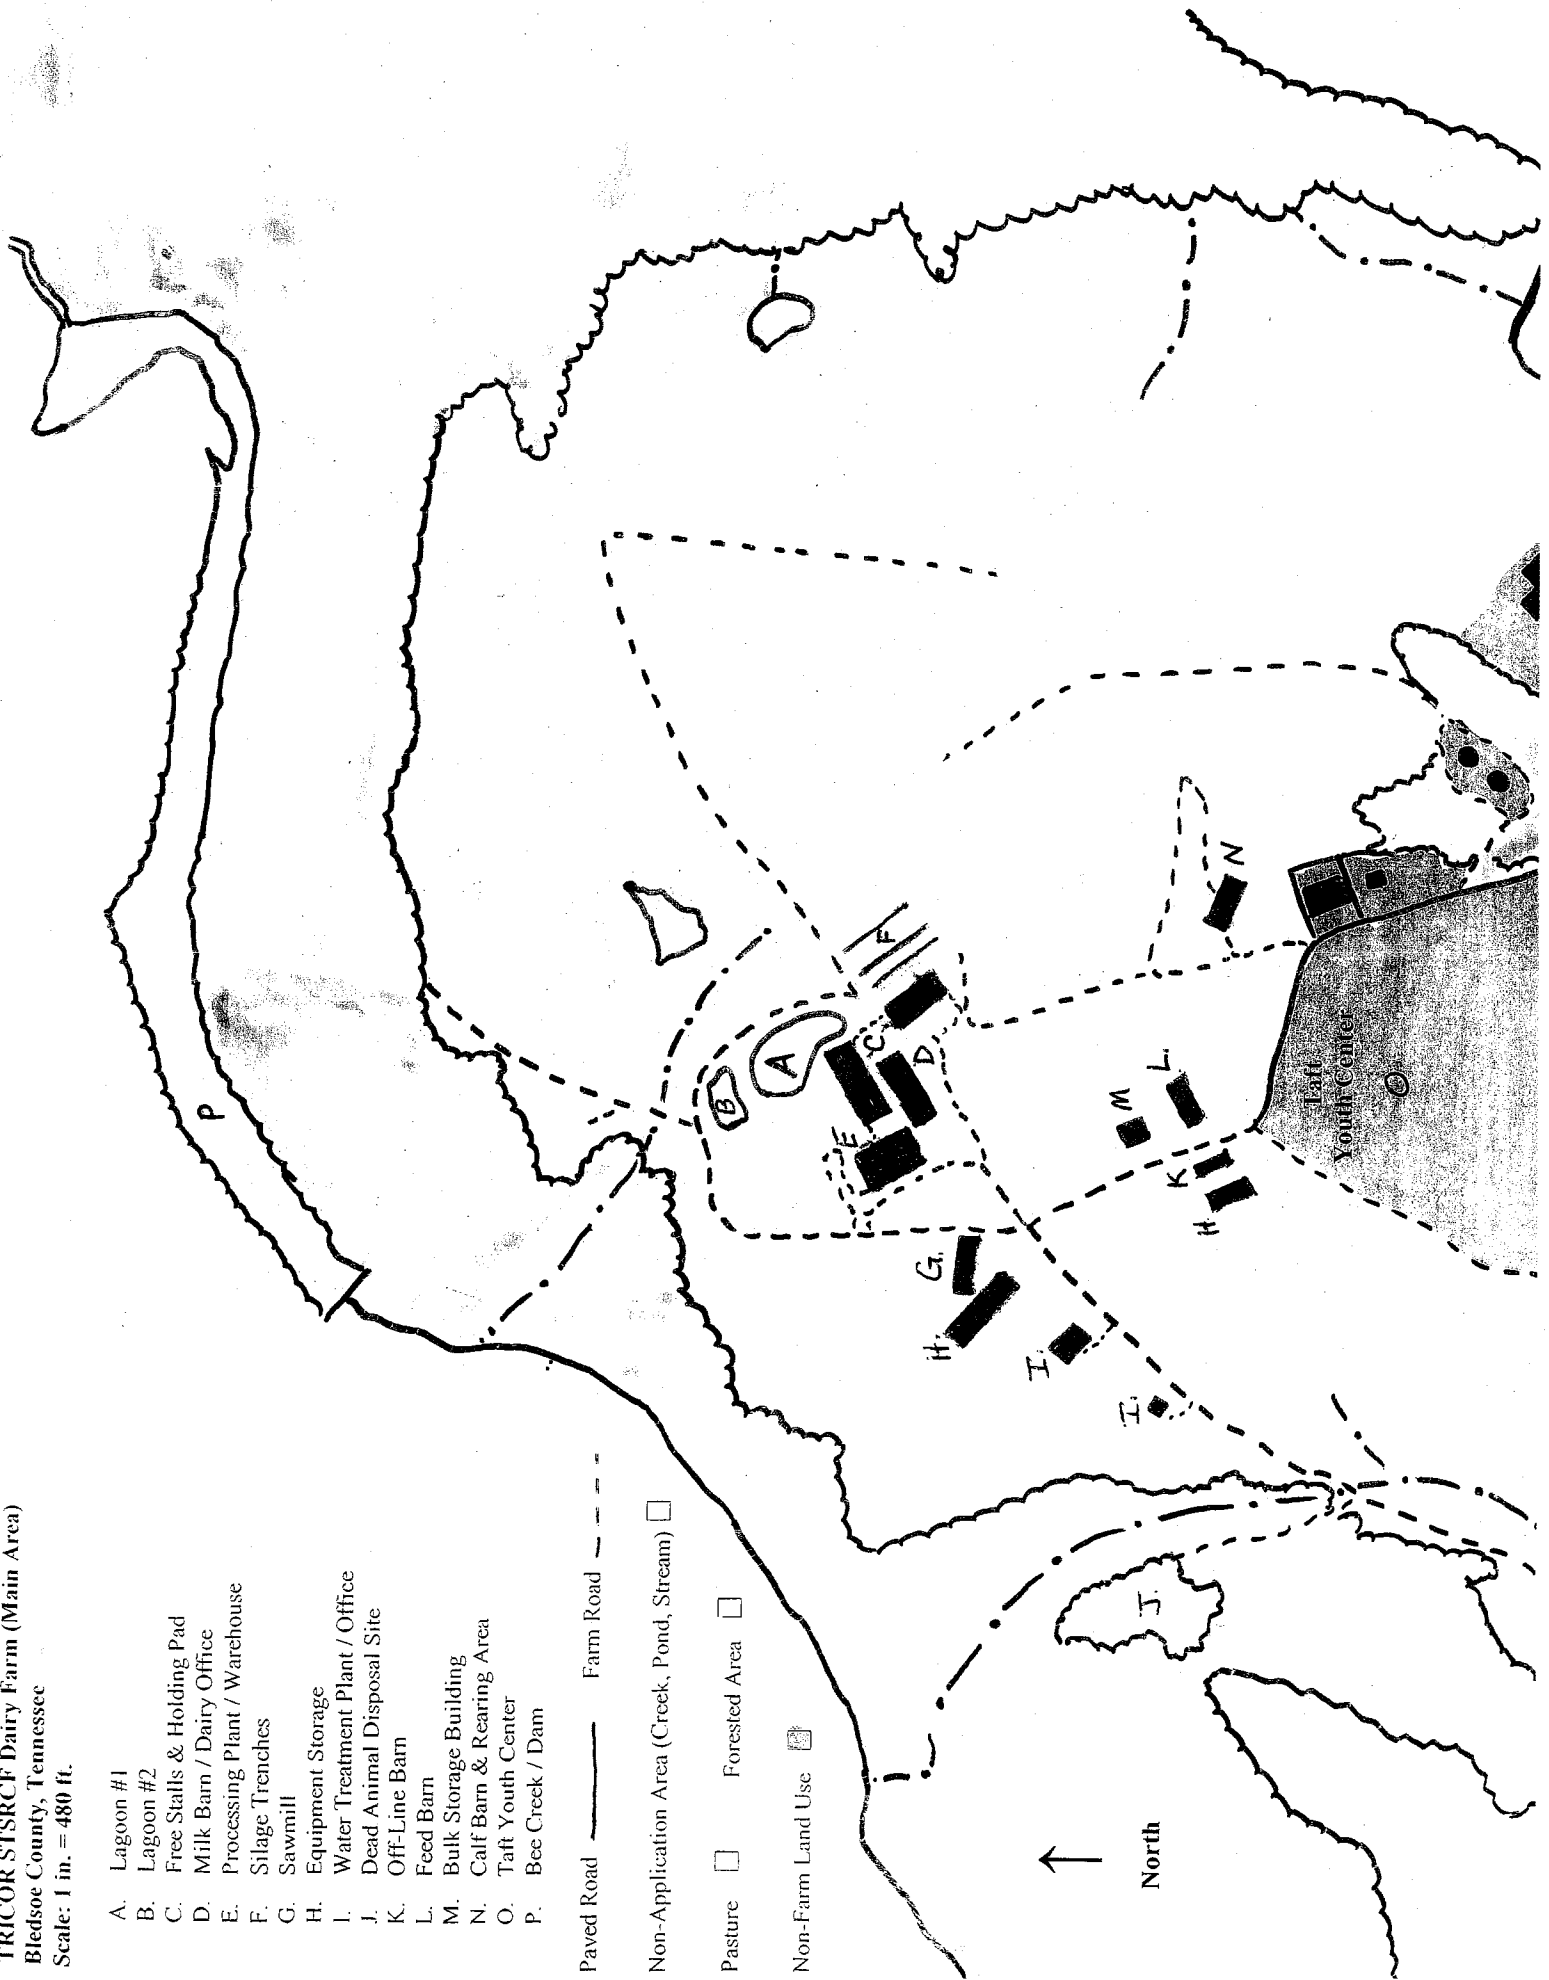 TRICOR STSRCF Dairy Farm (Main Area)
Bledsoe County, Tennessee
Scale: 1 in. = 480 ft.
A. Lagoon #1
B. Lagoon #2
C. Free Stalls & Holding Pad
D. Milk Barn / Dairy Office
E. Processing Plant / Warehouse
F. Silage Trenches
G. Sawmill
H. Equipment Storage
I. Water Treatment Plant / Office
J. Dead Animal Disposal Site
K. Off-Line Barn
L. Feed Barn
M. Bulk Storage Building
N. Calf Barn & Rearing Area
O. Taft Youth Center
P. Bee Creek / Dam
Paved Road Farm Road
Non-Application Area (Creek, Pond, Stream)
Pasture Forested Area
Non-Farm Land Use
North
P
B
A
F
C
D
E
G.
H.
I.
I.
J.
M
L.
K
H
N
Taft
Youth Center
O